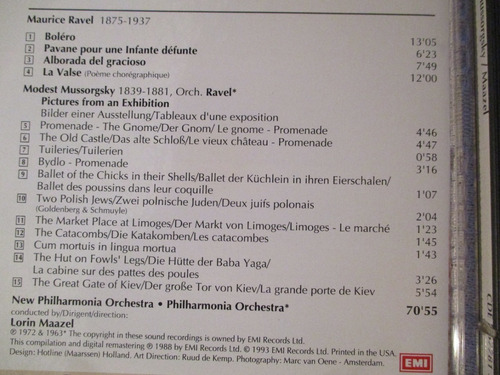 Maurice Ravel 1875-1937
1 Boléro 13'05
2 Pavane pour une Infante défunte 6'23
3 Alborada del gracioso 7'49
4 La Valse (Poème chorégraphique) 12'00
Modest Mussorgsky 1839-1881, Orch. Ravel*
Pictures from an Exhibition
Bilder einer Ausstellung/Tableaux d'une exposition
5 Promenade - The Gnome/Der Gnom/ Le gnome - Promenade 4'46
6 The Old Castle/Das alte Schloß/Le vieux château - Promenade 4'47
7 Tuileries/Tuilerien 0'58
8 Bydlo - Promenade 3'16
9 Ballet of the Chicks in their Shells/Ballett der Küchlein in ihren Eierschalen/
Ballet des poussins dans leur coquille 1'07
10 Two Polish Jews/Zwei polnische Juden/Deux juifs polonais
(Goldenberg & Schmuyle) 2'04
11 The Market Place at Limoges/Der Markt von Limoges/Limoges - Le marché 1'23
12 The Catacombs/Die Katakomben/Les catacombes 1'45
13 Cum mortuis in lingua mortua 1'43
14 The Hut on Fowls' Legs/Die Hütte der Baba Yaga/
La cabine sur des pattes des poules 3'26
15 The Great Gate of Kiev/Der große Tor von Kiev/La grande porte de Kiev 5'54
New Philharmonia Orchestra • Philharmonia Orchestra* 70'55
conducted by/Dirigent/direction:
Lorin Maazel
℗ 1972 & 1963* The copyright in these sound recordings is owned by EMI Records Ltd.
This compilation and digital remastering ℗ 1988 by EMI Records Ltd. © 1993 EMI Records Ltd. Printed in the USA.
Design: Hotline (Maarssen) Holland. Art Direction: Ruud de Kemp. Photography: Marc van Oene - Amsterdam.
EMI
Mussorgsky / Maazel